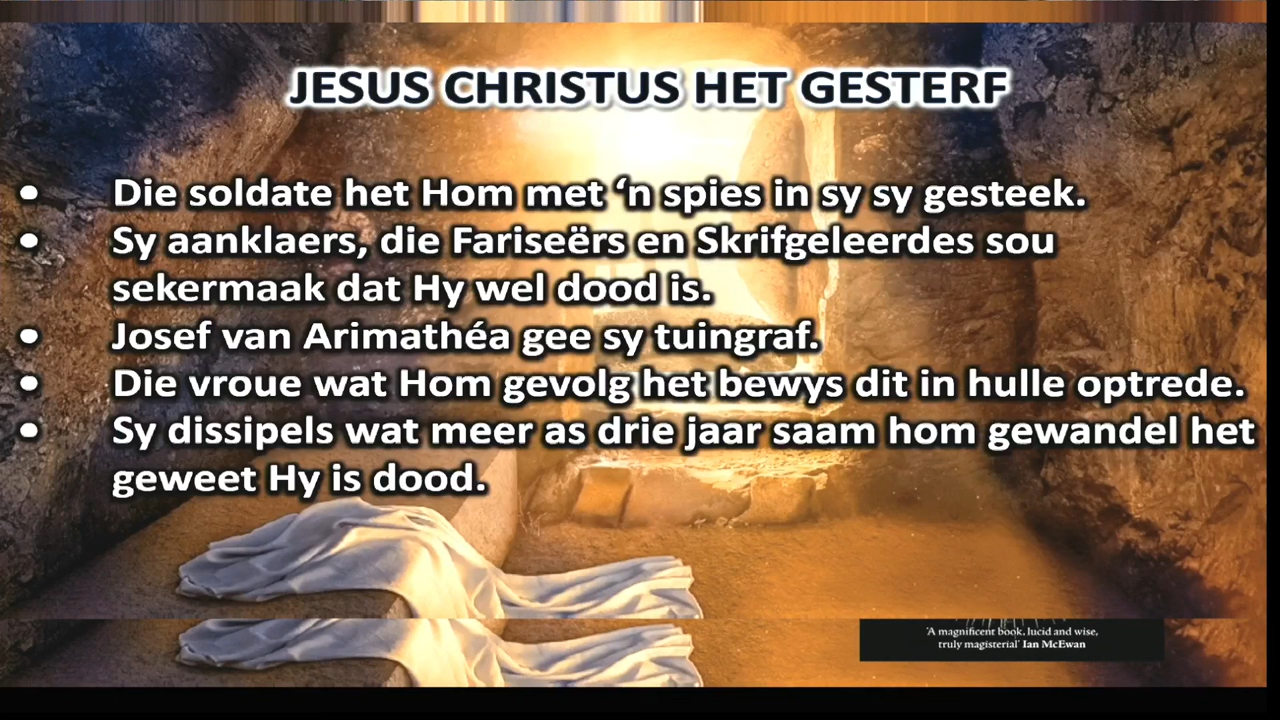 JESUS CHRISTUS HET GESTERF
• Die soldate het Hom met ‘n spies in sy sy gesteek.
• Sy aanklaers, die Fariseërs en Skrifgeleerdes sou
sekermaak dat Hy wel dood is.
• Josef van Arimathéa gee sy tuingraf.
• Die vroue wat Hom gevolg het bewys dit in hulle optrede.
• Sy dissipels wat meer as drie jaar saam hom gewandel het
geweet Hy is dood.
'A magnificent book, lucid and wise,
truly magisterial' Ian McEwan